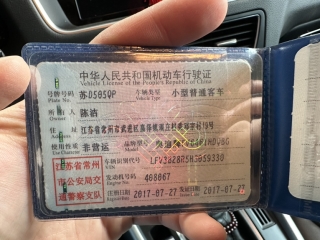 中华人民共和国机动车行驶证
Vehicle License of the People's Republic of China
号牌号码 苏D505QP 车辆类型 小型普通客车
Plate No. Vehicle Type
所有人 陈洁
Owner
住址 江苏省常州市武进区
Address
使用性质 非营运 品牌型号
Use Character
江苏省常州
市公安局交
通警察支队
车辆识别代号
VIN
发动机号码 408067
Engine No.
注册日期 2017-07-27 发证日期 2017-07-27
Register Date Issue Date